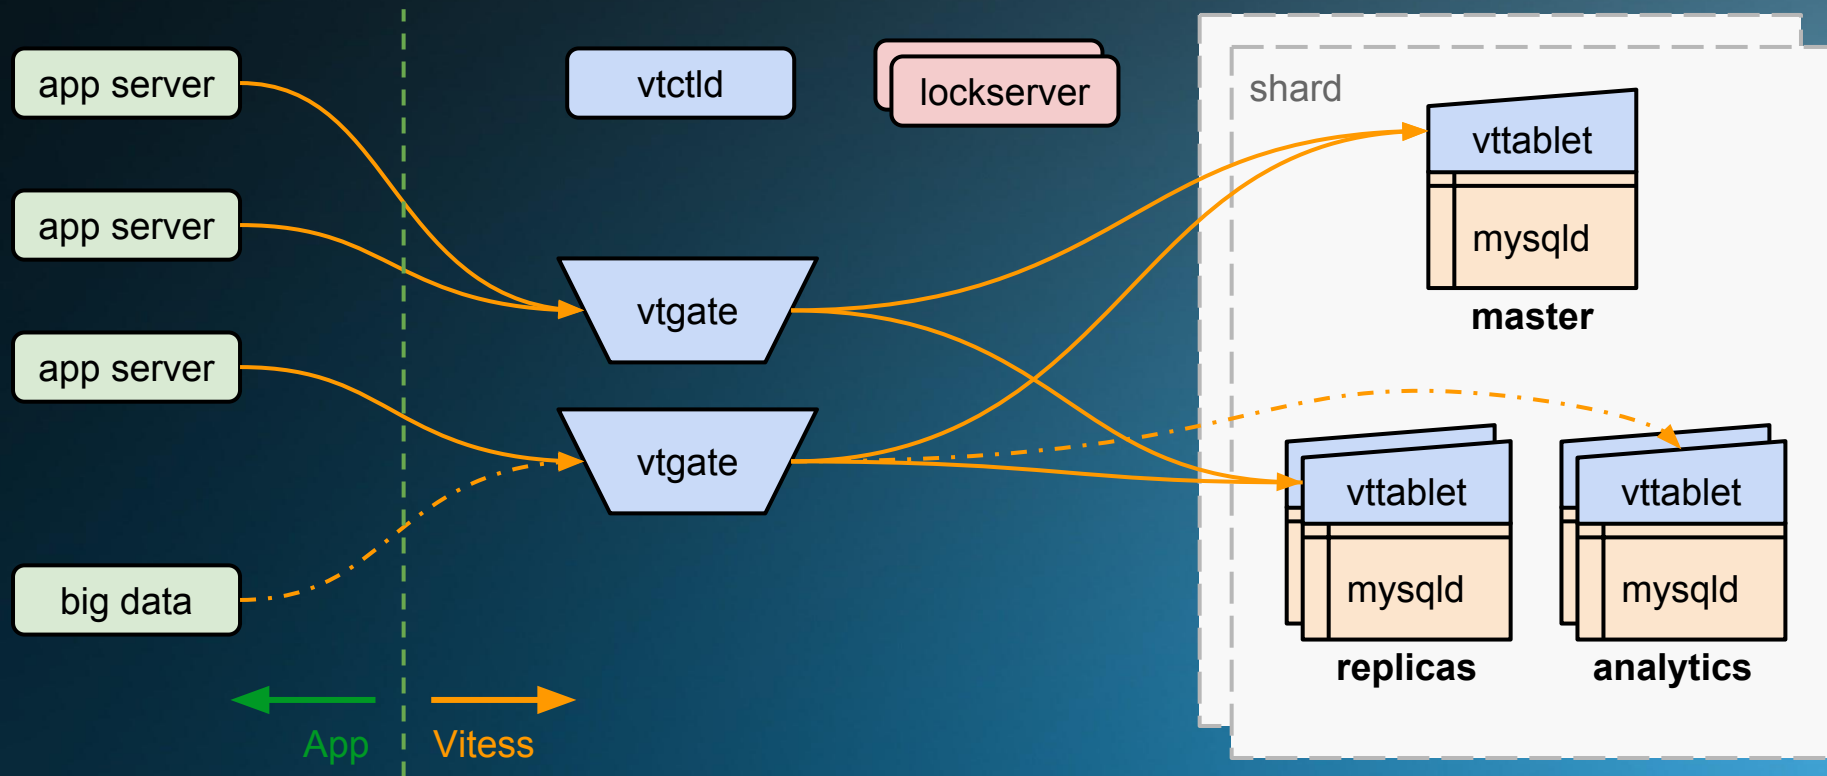 app server
app server
app server
big data
App
Vitess
vtctld
lockserver
vtgate
vtgate
shard
vttablet
mysqld
master
vttablet
mysqld
replicas
vttablet
mysqld
analytics